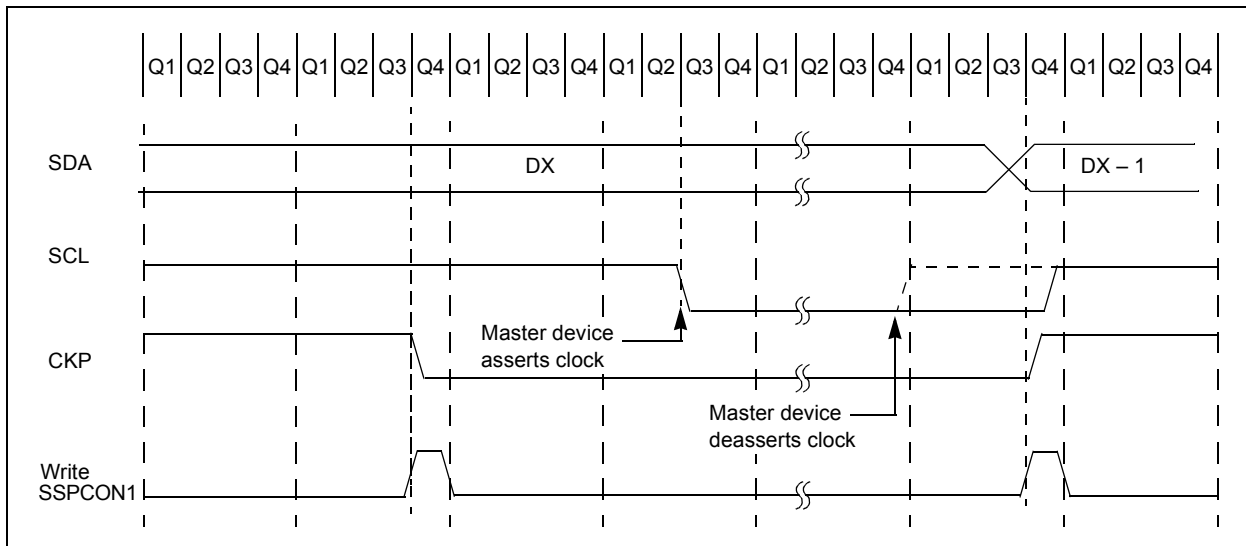 Q1 Q2 Q3 Q4 Q1 Q2 Q3 Q4 Q1 Q2 Q3 Q4 Q1 Q2 Q3 Q4 Q1 Q2 Q3 Q4 Q1 Q2 Q3 Q4 Q1 Q2 Q3 Q4
SDA
DX
DX – 1
SCL
Master device
asserts clock
CKP
Master device
deasserts clock
Write
SSPCON1